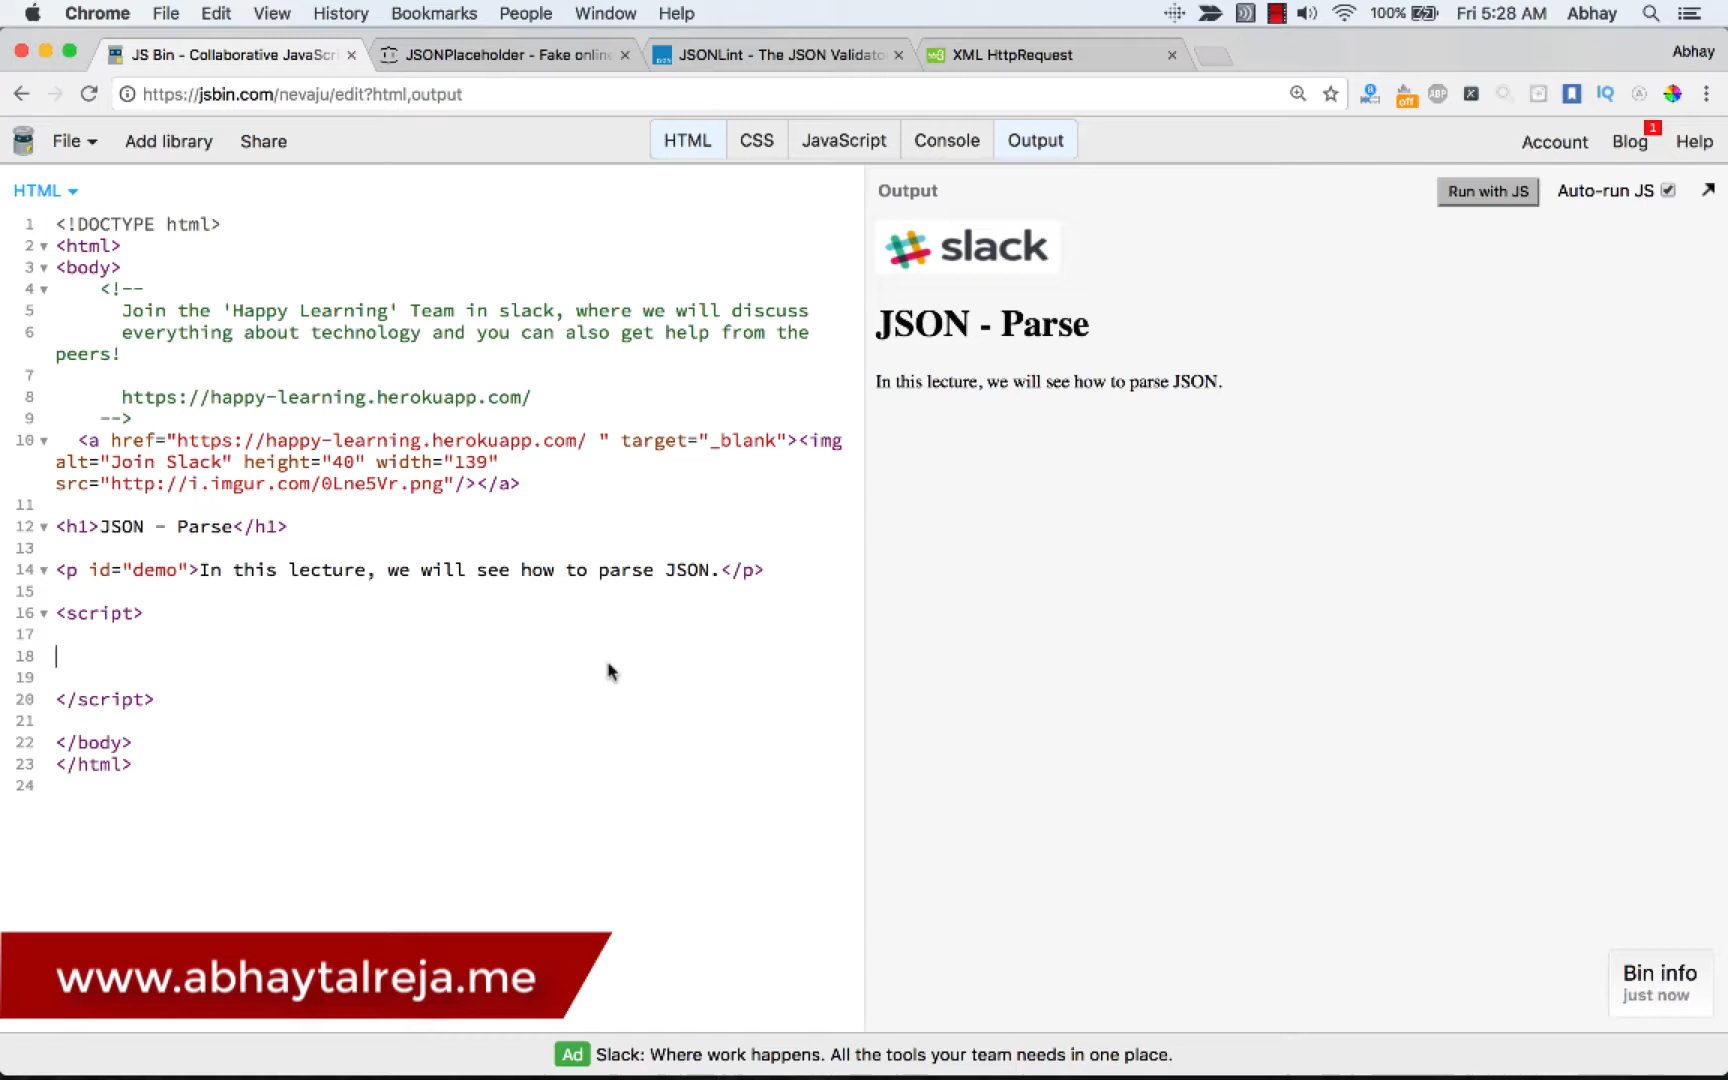 Chrome File Edit View History Bookmarks People Window Help 100% Fri 5:28 AM Abhay
JS Bin - Collaborative JavaScri JSONPlaceholder - Fake online JSONLint - The JSON Validato XML HttpRequest Abhay
https://jsbin.com/nevaju/edit?html,output
File Add library Share HTML CSS JavaScript Console Output Account Blog 1 Help
HTML
Output Run with JS Auto-run JS
1 <!DOCTYPE html>
2 <html>
3 <body>
4 <!--
5 Join the 'Happy Learning' Team in slack, where we will discuss
6 everything about technology and you can also get help from the
peers!
7
8 https://happy-learning.herokuapp.com/
9 -->
10 <a href="https://happy-learning.herokuapp.com/ " target="_blank"><img
alt="Join Slack" height="40" width="139"
src="http://i.imgur.com/0Lne5Vr.png"/></a>
11
12 <h1>JSON - Parse</h1>
13
14 <p id="demo">In this lecture, we will see how to parse JSON.</p>
15
16 <script>
17
18
19
20 </script>
21
22 </body>
23 </html>
24
slack
JSON - Parse
In this lecture, we will see how to parse JSON.
www.abhaytalreja.me
Bin info
just now
Ad Slack: Where work happens. All the tools your team needs in one place.